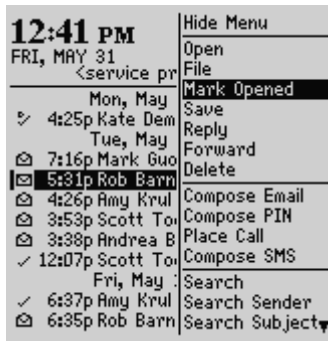 12:41 PM
FRI, MAY 31
<service pr
Mon, May
4:25p Kate Dem
Tue, May
7:16p Mark Guo
5:31p Rob Barn
4:26p Amy Krul
3:53p Scott To
3:38p Andrea B
12:07p Scott To
Fri, May
6:37p Amy Krul
6:35p Rob Barn
Hide Menu
Open
File
Mark Opened
Save
Reply
Forward
Delete
Compose Email
Compose PIN
Place Call
Compose SMS
Search
Search Sender
Search Subject